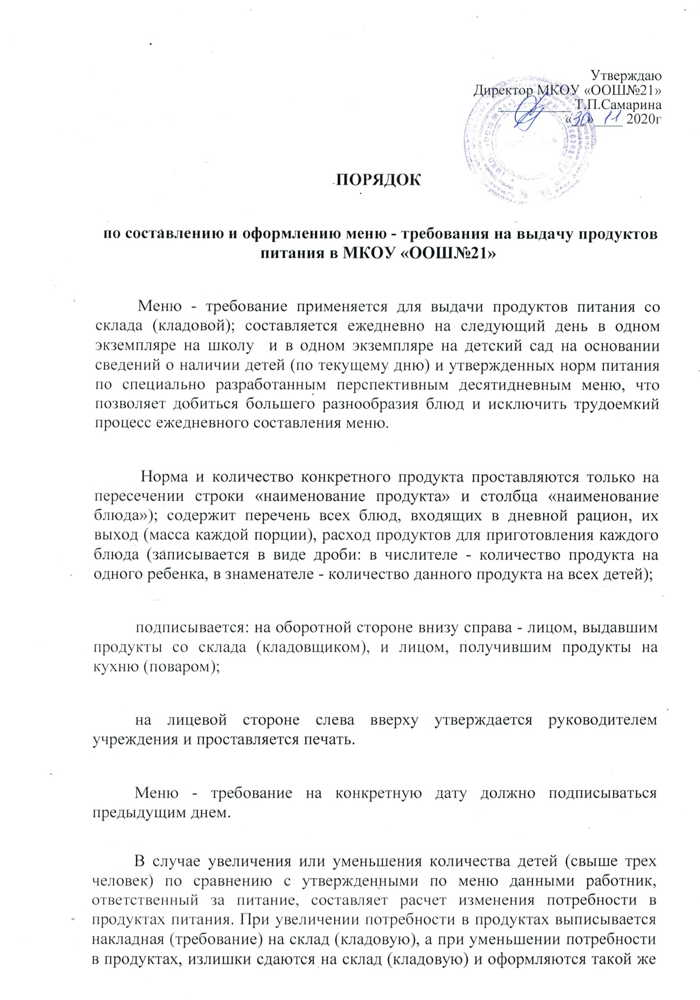 Утверждаю
Директор МКОУ «ООШ№21»
__________ Т.П.Самарина
«30» 11 2020г
ПОРЯДОК
по составлению и оформлению меню - требования на выдачу продуктов
питания в МКОУ «ООШ№21»
Меню - требование применяется для выдачи продуктов питания со
склада (кладовой); составляется ежедневно на следующий день в одном
экземпляре на школу и в одном экземпляре на детский сад на основании
сведений о наличии детей (по текущему дню) и утвержденных норм питания
по специально разработанным перспективным десятидневным меню, что
позволяет добиться большего разнообразия блюд и исключить трудоемкий
процесс ежедневного составления меню.
Норма и количество конкретного продукта проставляются только на
пересечении строки «наименование продукта» и столбца «наименование
блюда»); содержит перечень всех блюд, входящих в дневной рацион, их
выход (масса каждой порции), расход продуктов для приготовления каждого
блюда (записывается в виде дроби: в числителе - количество продукта на
одного ребенка, в знаменателе - количество данного продукта на всех детей);
подписывается: на оборотной стороне внизу справа - лицом, выдавшим
продукты со склада (кладовщиком), и лицом, получившим продукты на
кухню (поваром);
на лицевой стороне слева вверху утверждается руководителем
учреждения и проставляется печать.
Меню - требование на конкретную дату должно подписываться
предыдущим днем.
В случае увеличения или уменьшения количества детей (свыше трех
человек) по сравнению с утвержденными по меню данными работник,
ответственный за питание, составляет расчет изменения потребности в
продуктах питания. При увеличении потребности в продуктах выписывается
накладная (требование) на склад (кладовую), а при уменьшении потребности
в продуктах, излишки сдаются на склад (кладовую) и оформляются такой же